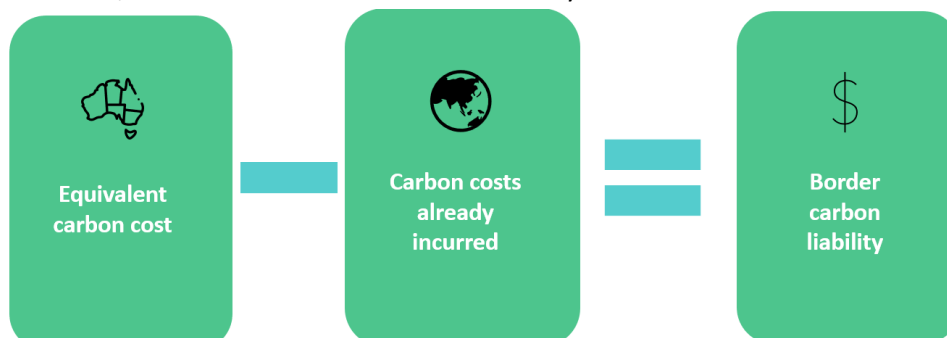 Equivalent
carbon cost
Carbon costs
already
incurred
$
Border
carbon
liability